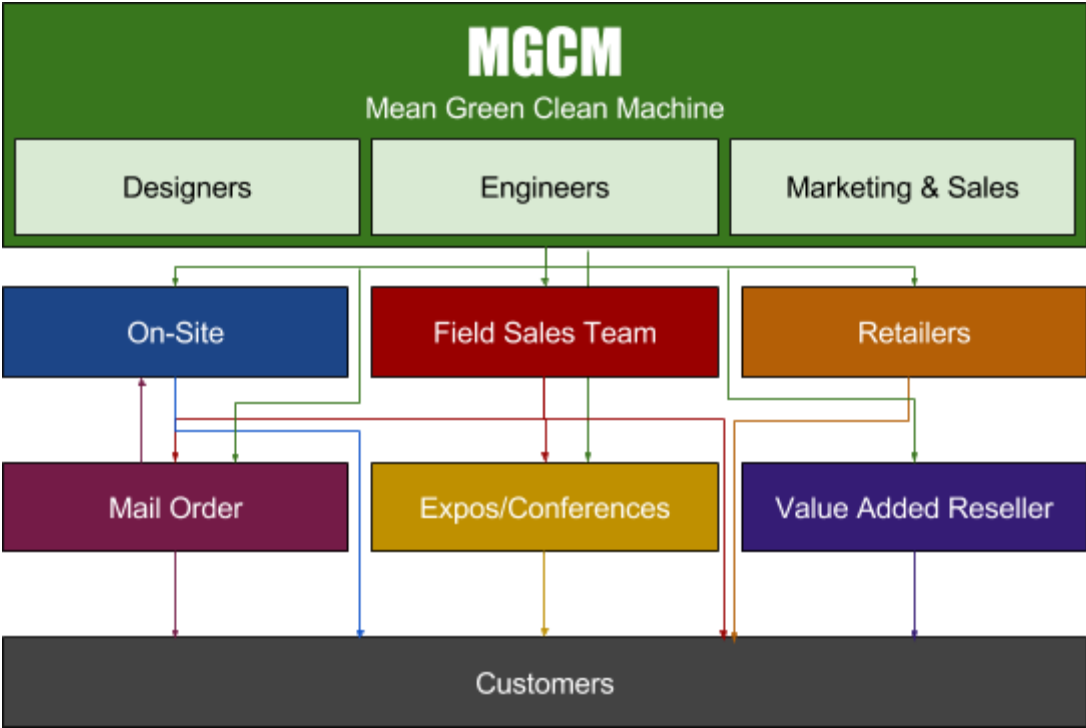 MGCM
Mean Green Clean Machine
Designers
Engineers
Marketing & Sales
On-Site
Field Sales Team
Retailers
Mail Order
Expos/Conferences
Value Added Reseller
Customers